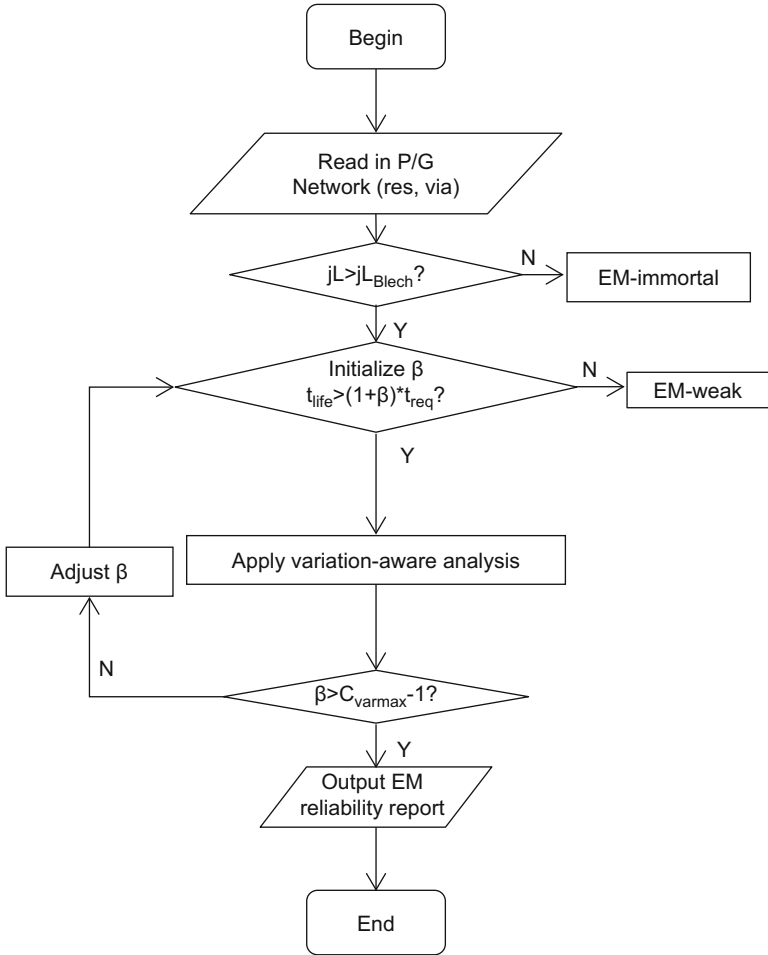 Begin
Read in P/G
Network (res, via)
jL>jL_Blech?
N
EM-immortal
Y
Initialize β
t_life>(1+β)*t_req?
N
EM-weak
Y
Apply variation-aware analysis
Adjust β
N
β>C_varmax-1?
Y
Output EM
reliability report
End